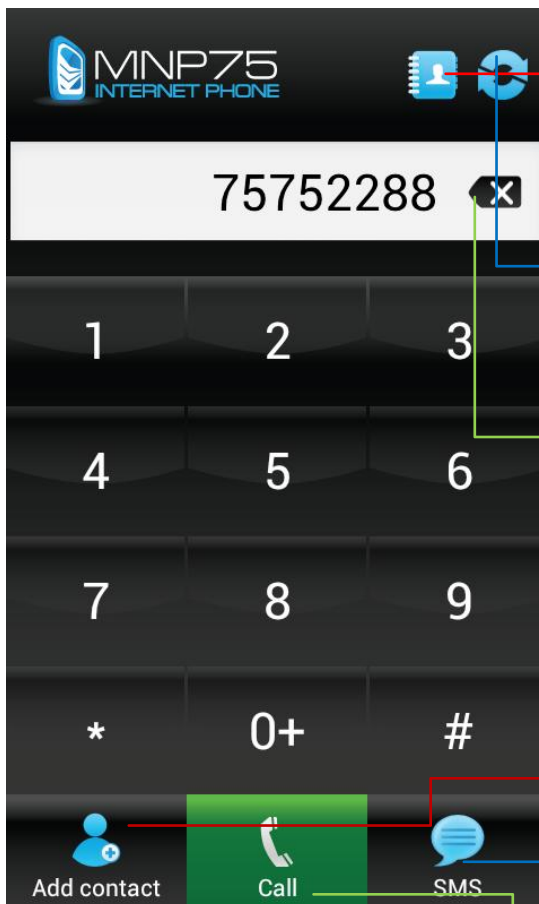 MNP75
INTERNET PHONE
75752288
1 2 3
4 5 6
7 8 9
* 0+ #
Add contact Call SMS